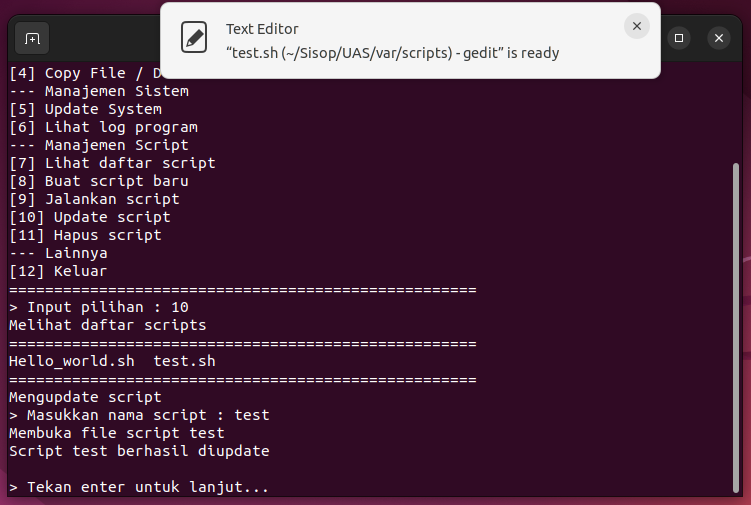 Text Editor
“test.sh (~/Sisop/UAS/var/scripts) - gedit” is ready
[4] Copy File / D
--- Manajemen Sistem
[5] Update System
[6] Lihat log program
--- Manajemen Script
[7] Lihat daftar script
[8] Buat script baru
[9] Jalankan script
[10] Update script
[11] Hapus script
--- Lainnya
[12] Keluar
====================================================
> Input pilihan : 10
Melihat daftar scripts
====================================================
Hello_world.sh  test.sh
====================================================
Mengupdate script
> Masukkan nama script : test
Membuka file script test
Script test berhasil diupdate
> Tekan enter untuk lanjut...